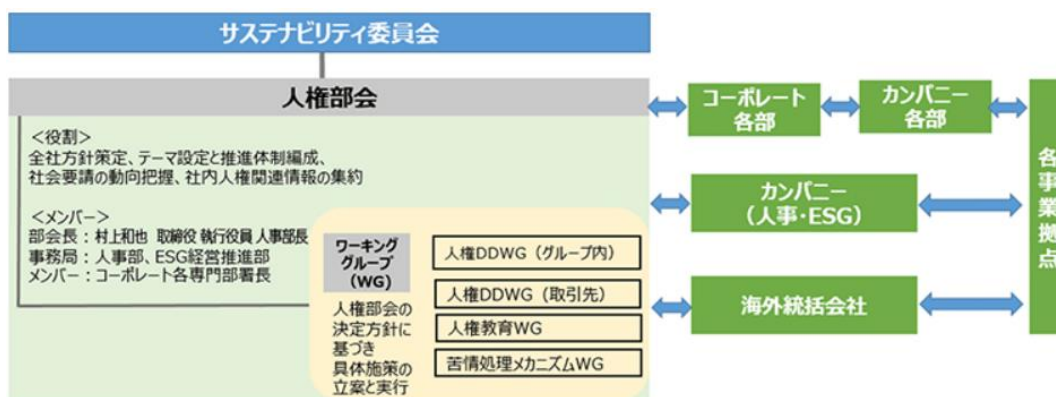 サステナビリティ委員会
人権部会
＜役割＞
全社方針策定、テーマ設定と推進体制編成、
社会要請の動向把握、社内人権関連情報の集約
＜メンバー＞
部会長：村上和也 取締役 執行役員 人事部長
事務局：人事部、ESG経営推進部
メンバー：コーポレート各専門部署長
ワーキング
グループ
(WG)
人権部会の
決定方針に
基づき
具体施策の
立案と実行
人権DDWG（グループ内）
人権DDWG（取引先）
人権教育WG
苦情処理メカニズムWG
コーポレート
各部
カンパニー
各部
カンパニー
（人事・ESG）
海外統括会社
各事業拠点